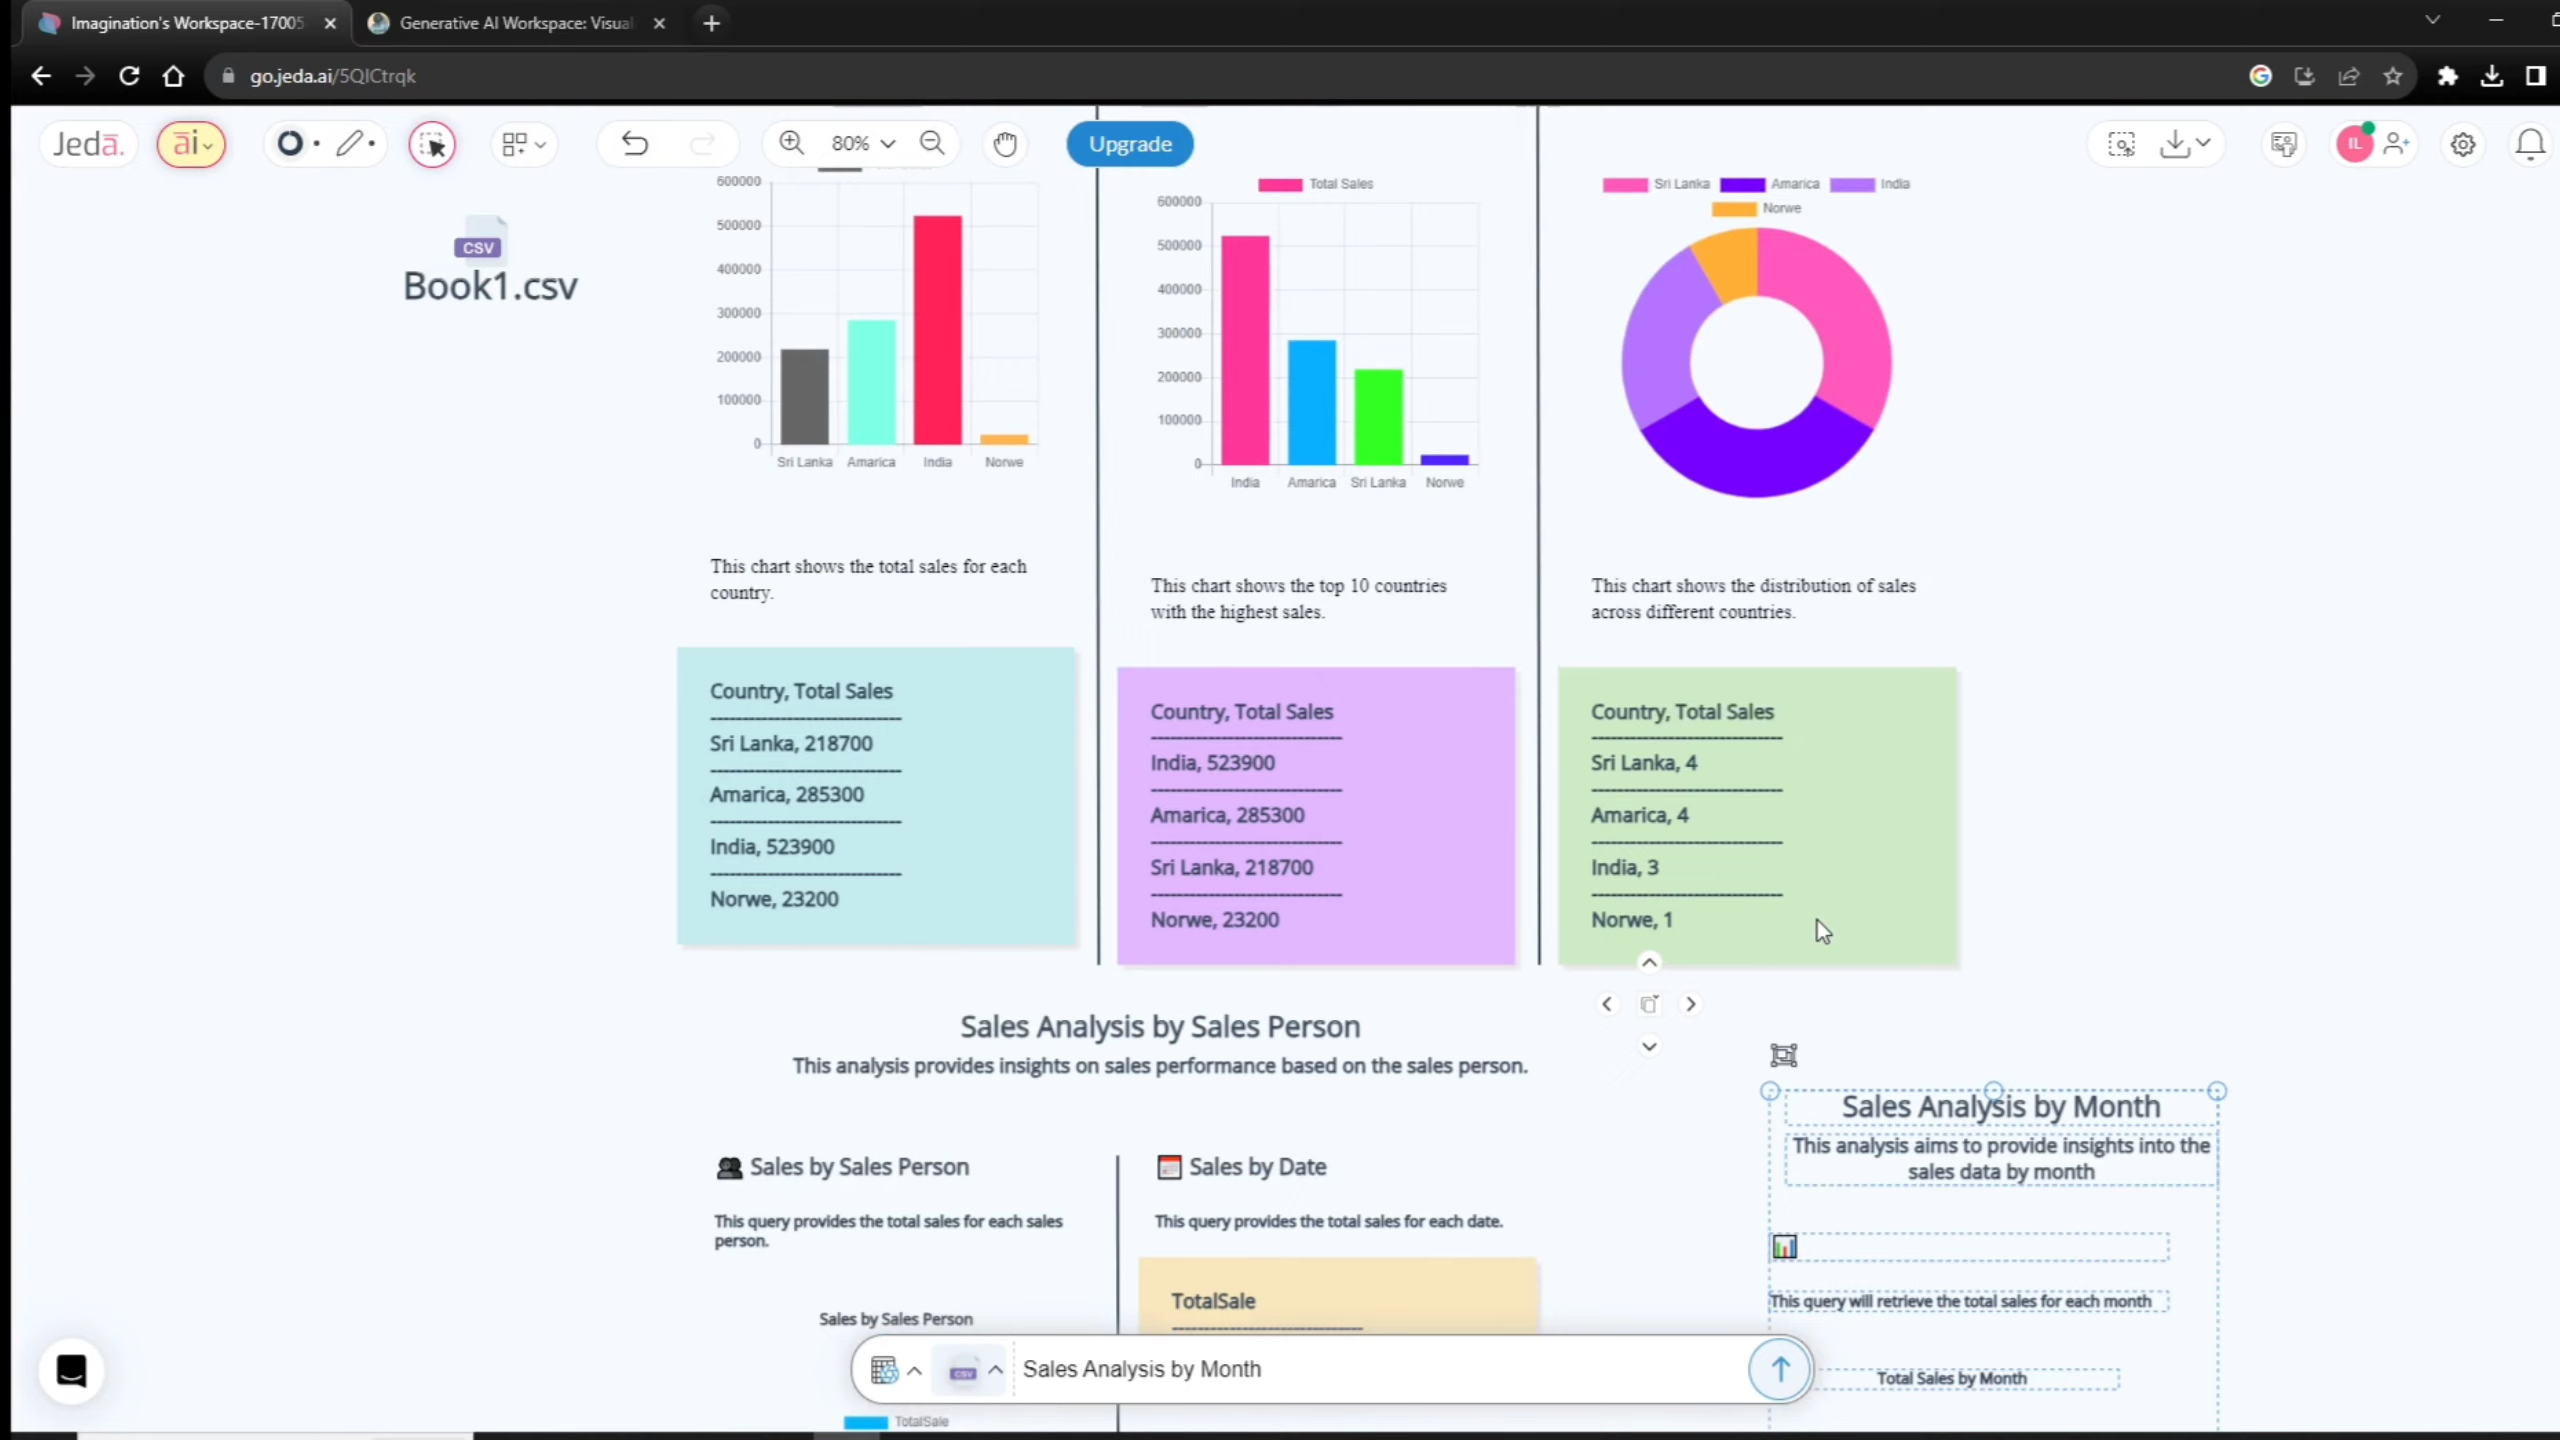 Imagination's Workspace-17005
Generative AI Workspace: Visual
go.jeda.ai/5QICtrqk
Jedā.
āi
80%
Upgrade
IL
CSV
Book1.csv
600000
500000
400000
300000
200000
100000
0
Sri Lanka Amarica India Norwe
This chart shows the total sales for each
country.
Country, Total Sales
------------------------------
Sri Lanka, 218700
------------------------------
Amarica, 285300
------------------------------
India, 523900
------------------------------
Norwe, 23200
Total Sales
600000
500000
400000
300000
200000
100000
0
India Amarica Sri Lanka Norwe
This chart shows the top 10 countries
with the highest sales.
Country, Total Sales
------------------------------
India, 523900
------------------------------
Amarica, 285300
------------------------------
Sri Lanka, 218700
------------------------------
Norwe, 23200
Sri Lanka Amarica India
Norwe
This chart shows the distribution of sales
across different countries.
Country, Total Sales
------------------------------
Sri Lanka, 4
------------------------------
Amarica, 4
------------------------------
India, 3
------------------------------
Norwe, 1
Sales Analysis by Sales Person
This analysis provides insights on sales performance based on the sales person.
Sales by Sales Person
This query provides the total sales for each sales
person.
Sales by Sales Person
TotalSale
Sales by Date
This query provides the total sales for each date.
TotalSale
------------------------------
Sales Analysis by Month
This analysis aims to provide insights into the
sales data by month
This query will retrieve the total sales for each month
Total Sales by Month
CSV
Sales Analysis by Month